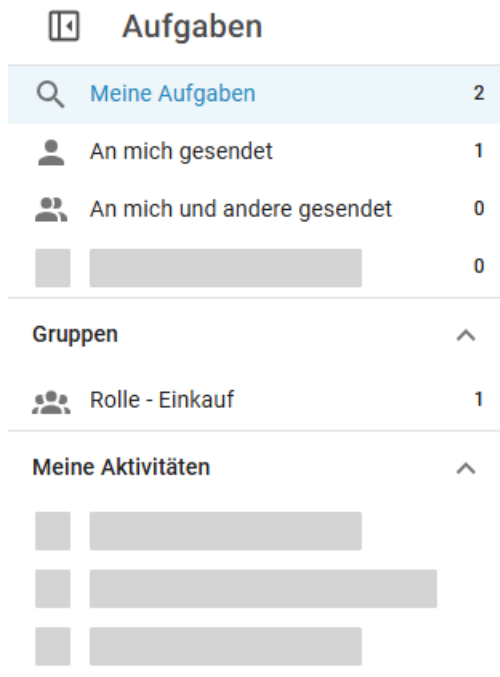 Aufgaben
Meine Aufgaben 2
An mich gesendet 1
An mich und andere gesendet 0
0
Gruppen
Rolle - Einkauf 1
Meine Aktivitäten